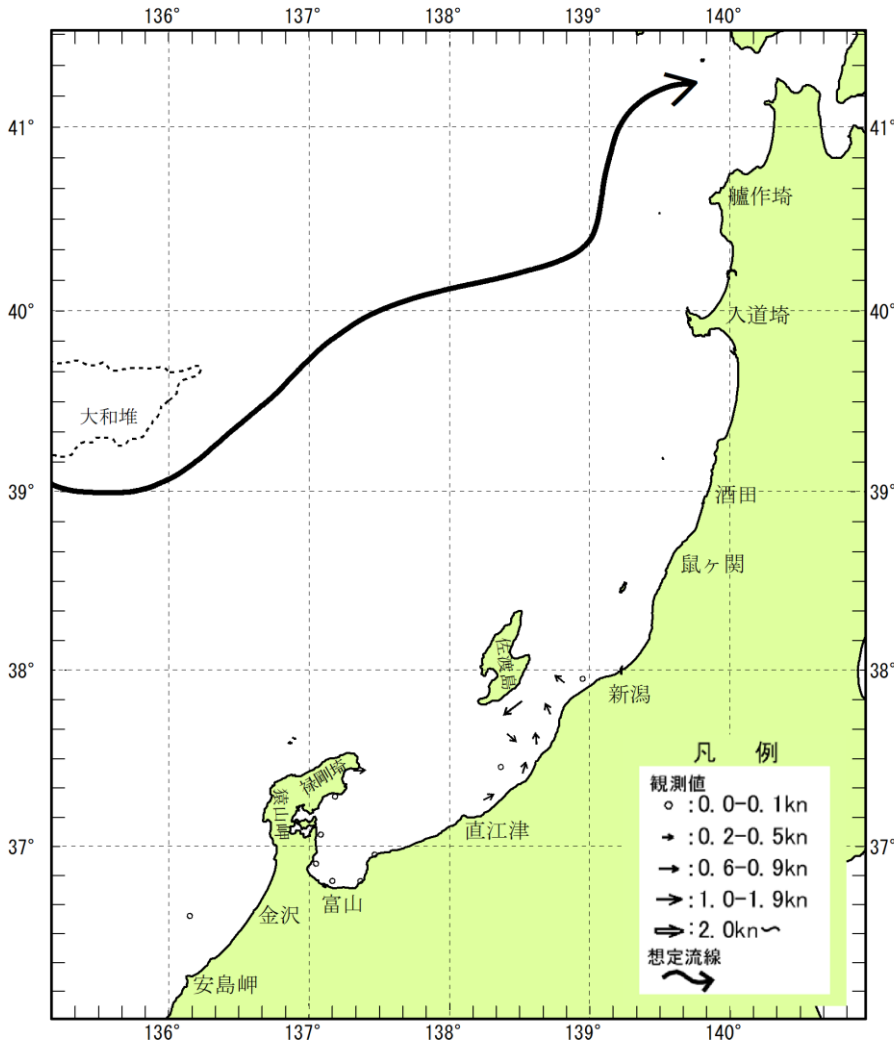 136° 137° 138° 139° 140°
41° 41°
艫作埼
40° 入道埼 40°
大和堆
39° 酒田 39°
鼠ヶ関
佐渡島
38° 38°
新潟
禄剛埼
猿山岬
37° 直江津 37°
富山
金沢
安島岬
凡 例
観測値
○ :0.0-0.1kn
:0.2-0.5kn
:0.6-0.9kn
:1.0-1.9kn
:2.0kn~
想定流線
136° 137° 138° 139° 140°